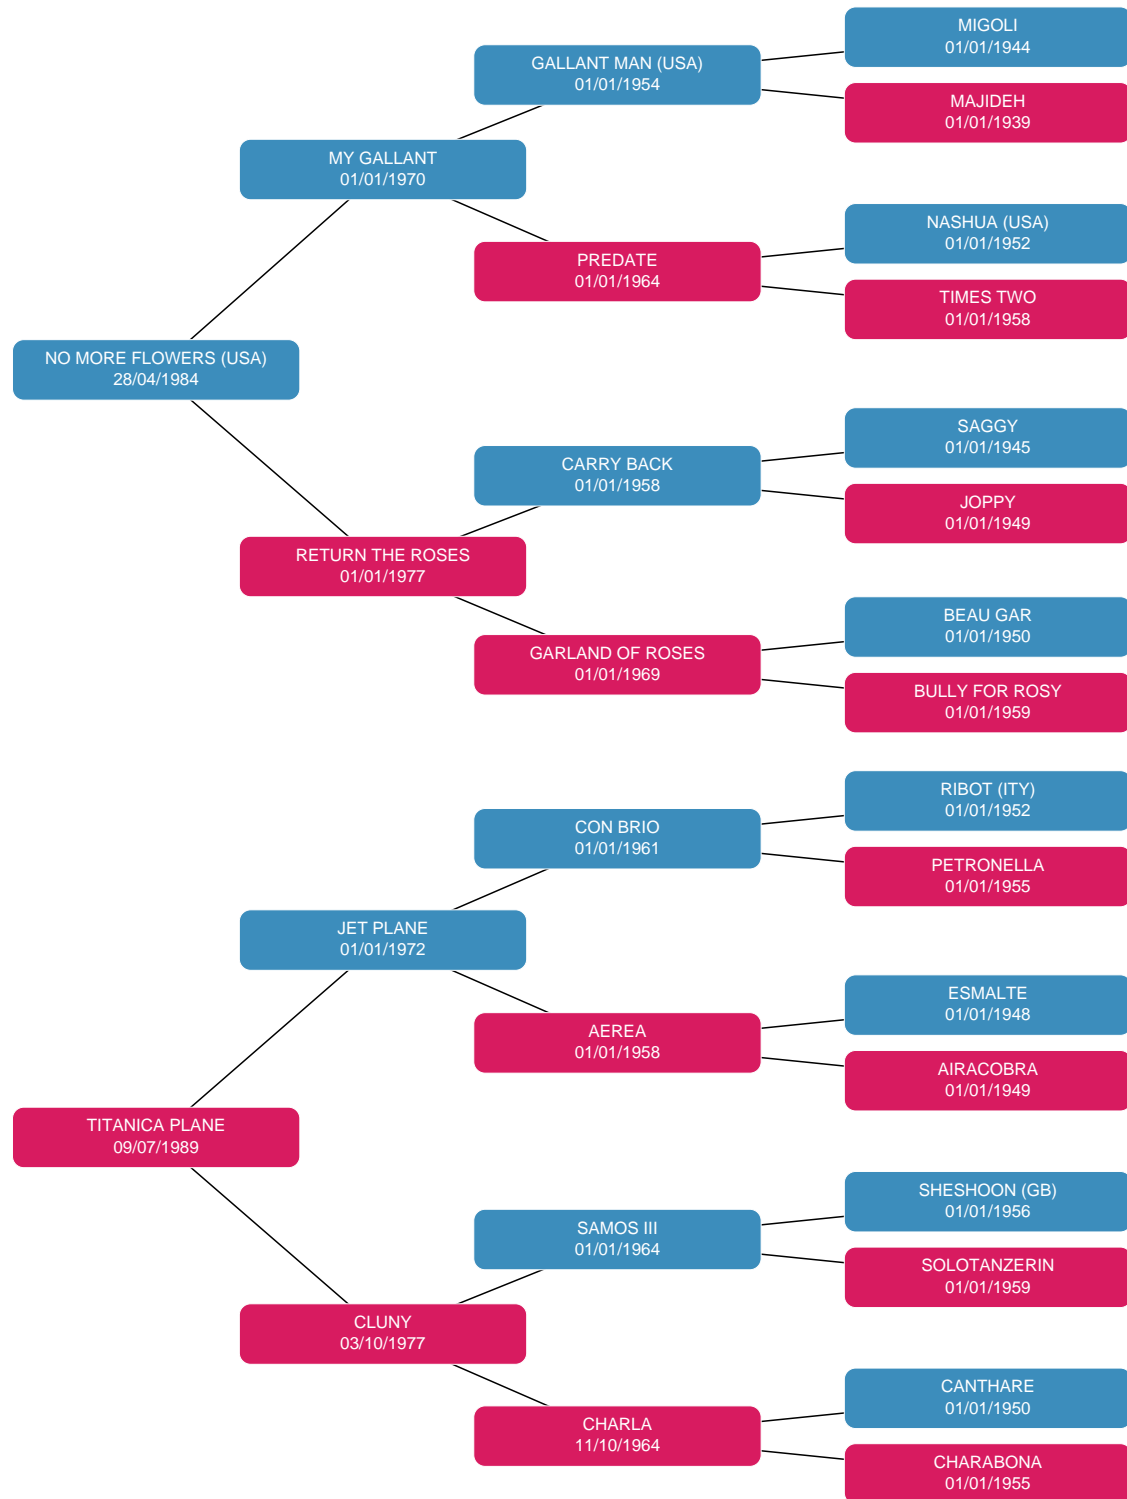 MIGOLI
01/01/1944
GALLANT MAN (USA)
01/01/1954
MAJIDEH
01/01/1939
MY GALLANT
01/01/1970
NASHUA (USA)
01/01/1952
PREDATE
01/01/1964
TIMES TWO
01/01/1958
NO MORE FLOWERS (USA)
28/04/1984
SAGGY
01/01/1945
CARRY BACK
01/01/1958
JOPPY
01/01/1949
RETURN THE ROSES
01/01/1977
BEAU GAR
01/01/1950
GARLAND OF ROSES
01/01/1969
BULLY FOR ROSY
01/01/1959
RIBOT (ITY)
01/01/1952
CON BRIO
01/01/1961
PETRONELLA
01/01/1955
JET PLANE
01/01/1972
ESMALTE
01/01/1948
AEREA
01/01/1958
AIRACOBRA
01/01/1949
TITANICA PLANE
09/07/1989
SHESHOON (GB)
01/01/1956
SAMOS III
01/01/1964
SOLOTANZERIN
01/01/1959
CLUNY
03/10/1977
CANTHARE
01/01/1950
CHARLA
11/10/1964
CHARABONA
01/01/1955